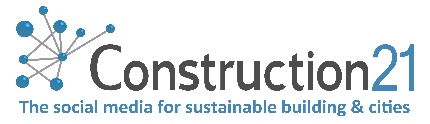 Construction21
The social media for sustainable building & cities